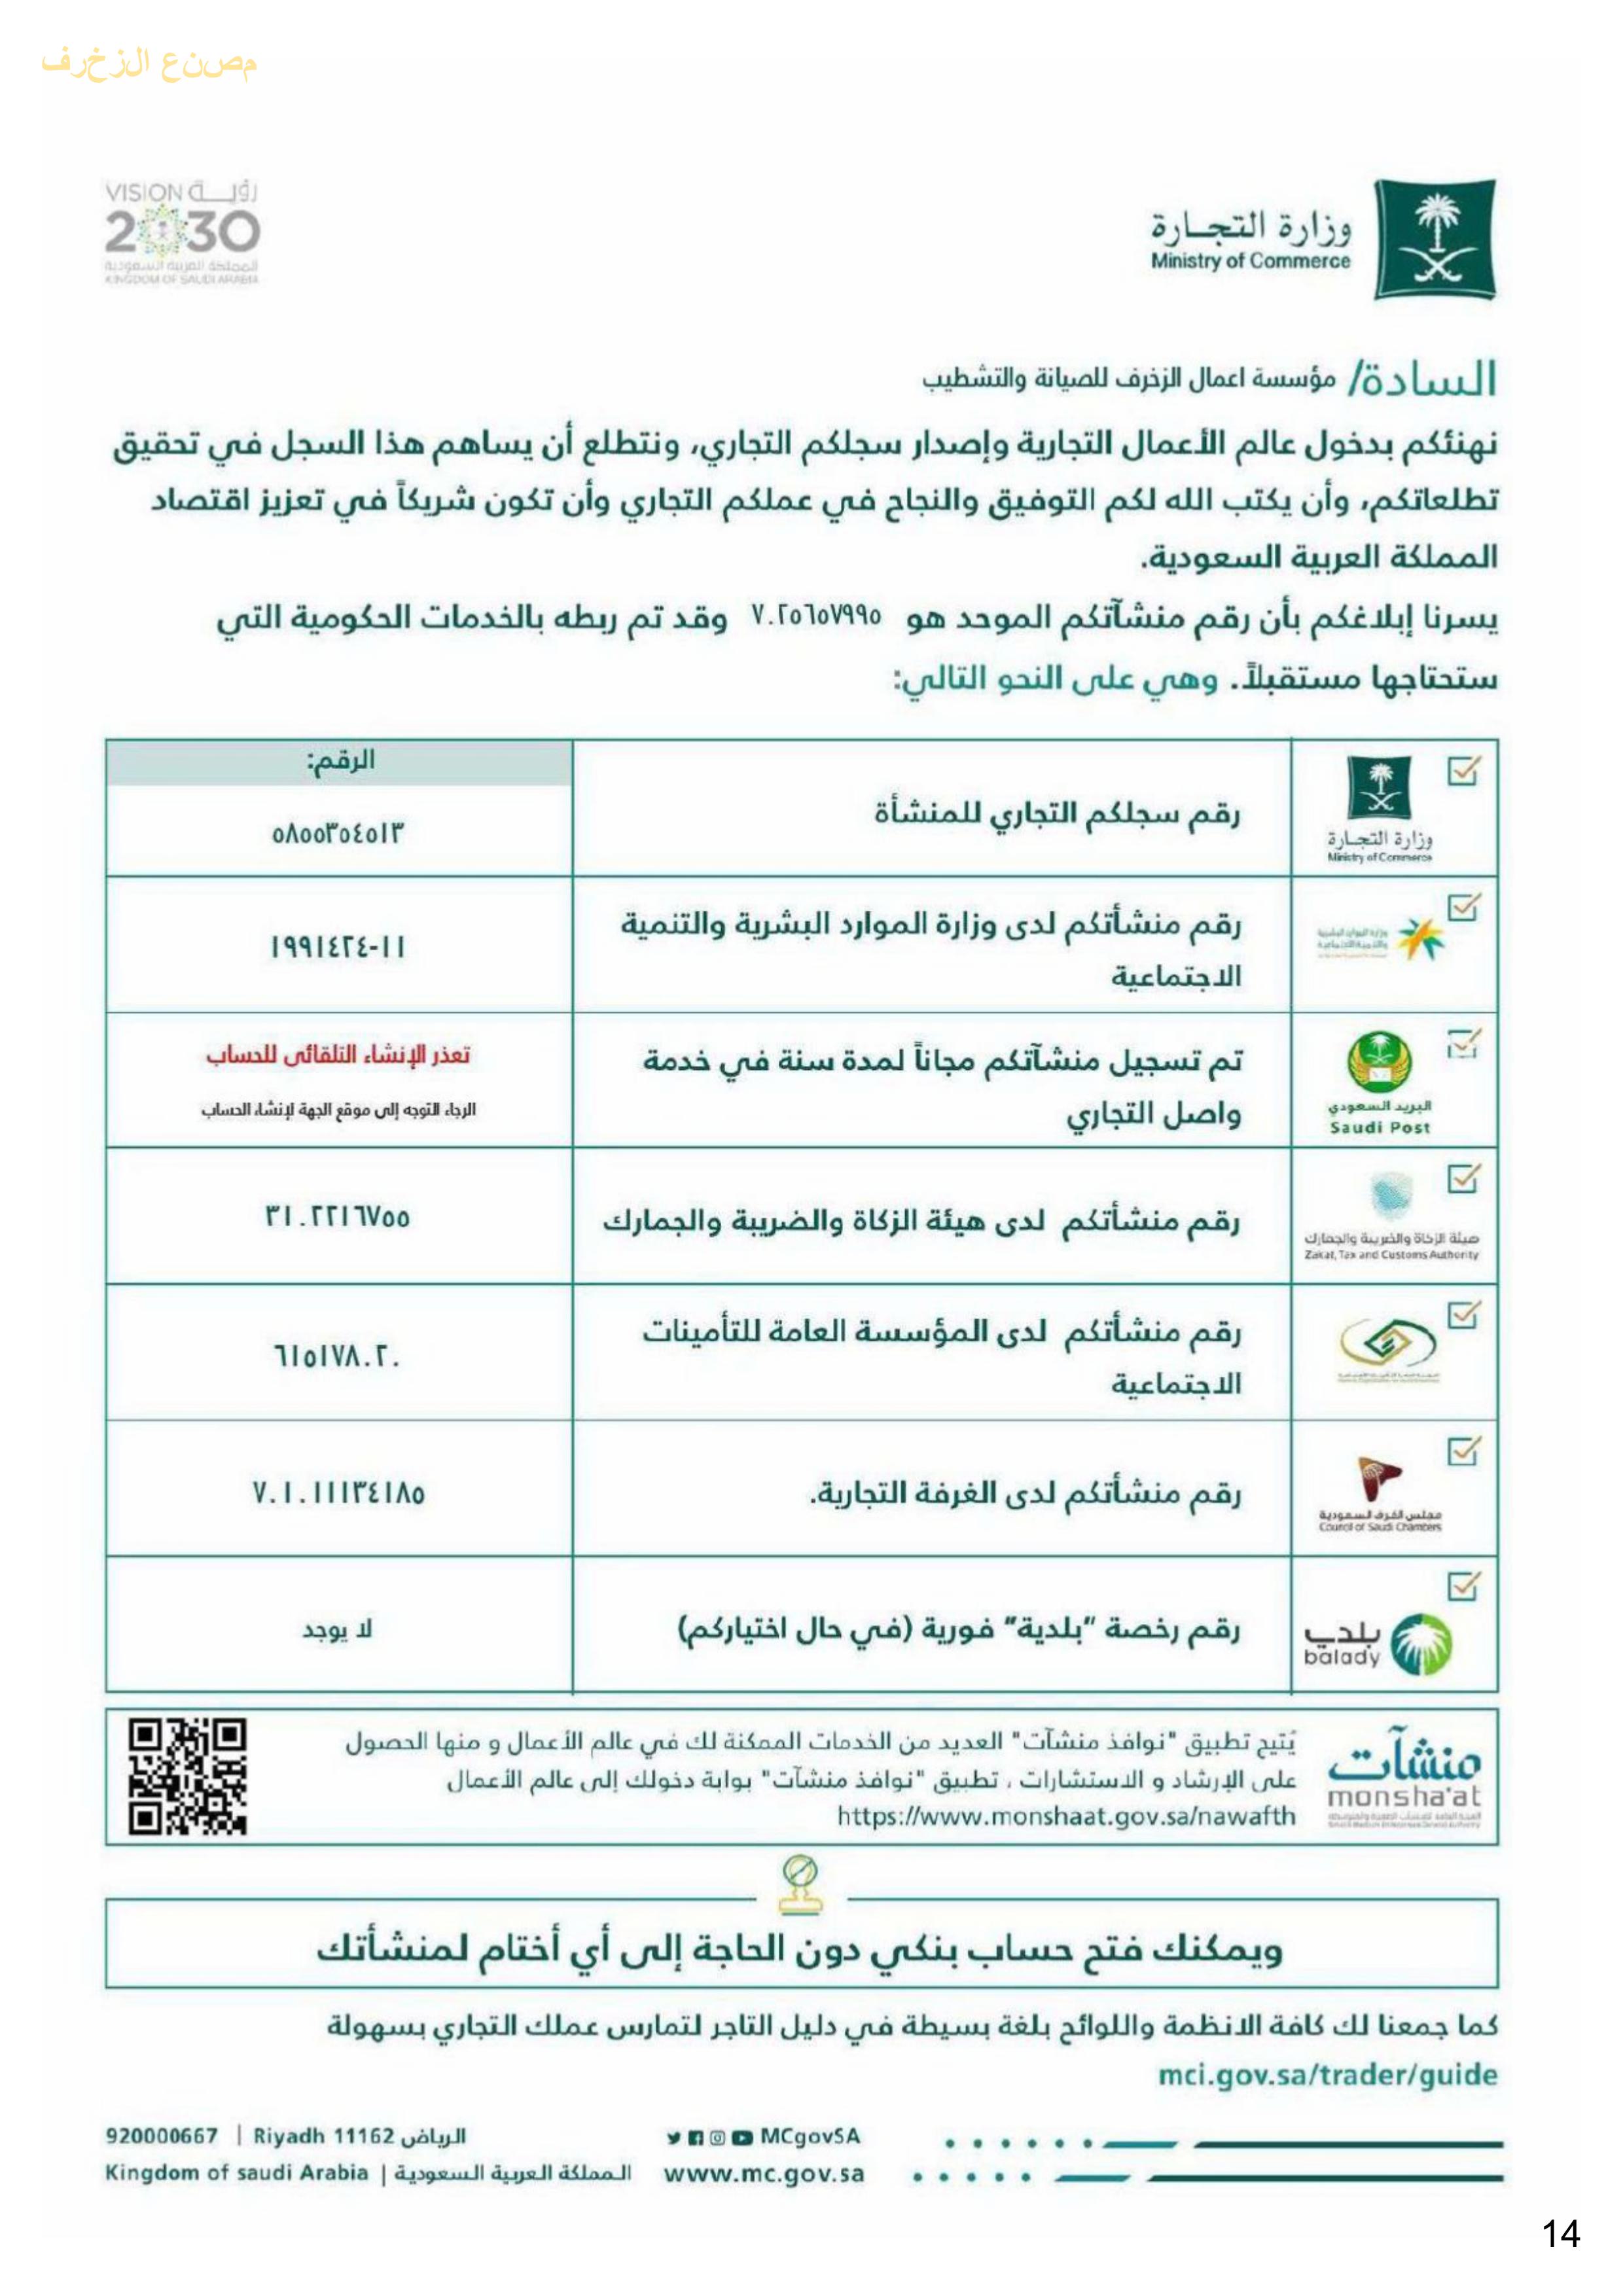 مصنع الزخرف
رؤيـــة VISION
2030
المملكة العربية السعودية
KINGDOM OF SAUDI ARABIA
وزارة التجـارة
Ministry of Commerce
السادة/ مؤسسة اعمال الزخرف للصيانة والتشطيب
نهنئكم بدخول عالم الأعمال التجارية وإصدار سجلكم التجاري، ونتطلع أن يساهم هذا السجل في تحقيق
تطلعاتكم، وأن يكتب الله لكم التوفيق والنجاح في عملكم التجاري وأن تكون شريكاً في تعزيز اقتصاد
المملكة العربية السعودية.
يسرنا إبلاغكم بأن رقم منشآتكم الموحد هو ٧٠٢٥٦٥٧٩٩٥ وقد تم ربطه بالخدمات الحكومية التي
ستحتاجها مستقبلاً. وهي على النحو التالي:
الرقم:
وزارة التجـارة
Ministry of Commerce
رقم سجلكم التجاري للمنشأة
٥٨٥٥٣٥٤٥١٣
وزارة الموارد البشرية
والتنمية الاجتماعية
رقم منشأتكم لدى وزارة الموارد البشرية والتنمية
الاجتماعية
١١-١٩٩١٤٢٤
البريد السعودي
Saudi Post
تم تسجيل منشآتكم مجاناً لمدة سنة في خدمة
واصل التجاري
تعذر الإنشاء التلقائى للحساب
الرجاء التوجه إلى موقع الجهة لإنشاء الحساب
هيئة الزكاة والضريبة والجمارك
Zakat, Tax and Customs Authority
رقم منشأتكم لدى هيئة الزكاة والضريبة والجمارك
٣١٠٢٢١٦٧٥٥
رقم منشأتكم لدى المؤسسة العامة للتأمينات
الاجتماعية
٦١٥١٧٨٠٢٠
مجلس الغرف السعودية
Council of Saudi Chambers
رقم منشأتكم لدى الغرفة التجارية.
٧٠١٠١١١٣٤١٨٥
بلدي
balady
رقم رخصة "بلدية" فورية (في حال اختياركم)
لا يوجد
منشآت
monsha'at
يُتيح تطبيق "نوافذ منشآت" العديد من الخدمات الممكنة لك في عالم الأعمال و منها الحصول
على الإرشاد و الاستشارات ، تطبيق "نوافذ منشآت" بوابة دخولك إلى عالم الأعمال
https://www.monshaat.gov.sa/nawafth
ويمكنك فتح حساب بنكي دون الحاجة إلى أي أختام لمنشأتك
كما جمعنا لك كافة الانظمة واللوائح بلغة بسيطة في دليل التاجر لتمارس عملك التجاري بسهولة
mci.gov.sa/trader/guide
920000667 | Riyadh 11162 الرياض
MCgovSA
Kingdom of saudi Arabia | المملكة العربية السعودية
www.mc.gov.sa
14